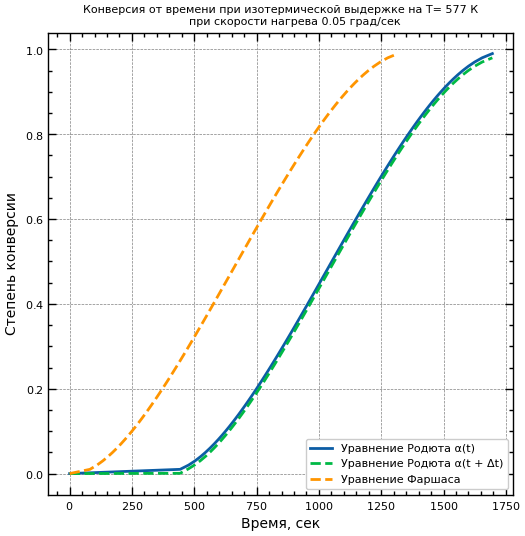 Конверсия от времени при изотермической выдержке на T= 577 К
при скорости нагрева 0.05 град/сек
1.0
0.8
0.6
0.4
0.2
0.0
Степень конверсии
0 250 500 750 1000 1250 1500 1750
Время, сек
Уравнение Родюта α(t)
Уравнение Родюта α(t + Δt)
Уравнение Фаршаса